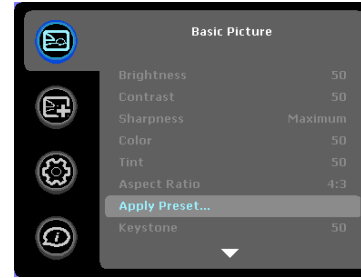 Basic Picture
Brightness 50
Contrast 50
Sharpness Maximum
Color 50
Tint 50
Aspect Ratio 4:3
Apply Preset...
Keystone 50